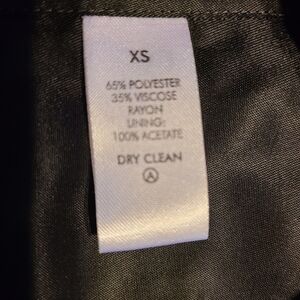 XS
65% POLYESTER
35% VISCOSE
RAYON
LINING:
100% ACETATE
DRY CLEAN
A